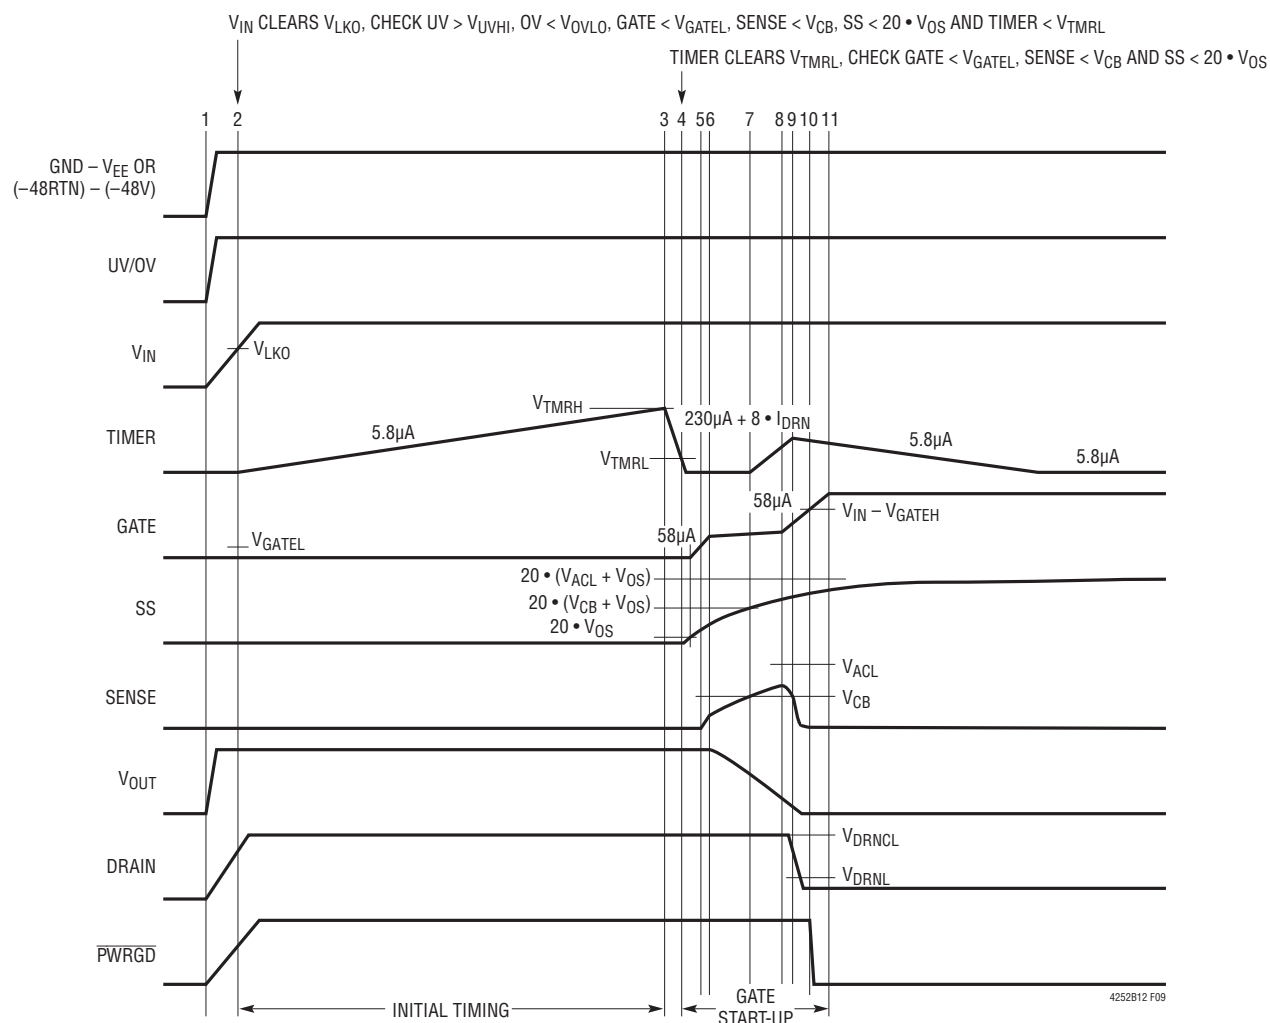 VIN CLEARS VLKO, CHECK UV > VUVHI, OV < VOVLO, GATE < VGATEL, SENSE < VCB, SS < 20 • VOS AND TIMER < VTMRL
TIMER CLEARS VTMRL, CHECK GATE < VGATEL, SENSE < VCB AND SS < 20 • VOS
1 2 3 4 56 7 8 9 10 11
GND – VEE OR
(–48RTN) – (–48V)
UV/OV
VIN
VLKO
TIMER
5.8µA
VTMRH
VTMRL
230µA + 8 • IDRN
5.8µA
5.8µA
GATE
VGATEL
58µA
58µA
VIN – VGATEH
SS
20 • (VACL + VOS)
20 • (VCB + VOS)
20 • VOS
SENSE
VACL
VCB
VOUT
DRAIN
VDRNCL
VDRNL
PWRGD
INITIAL TIMING
GATE
START-UP
4252B12 F09